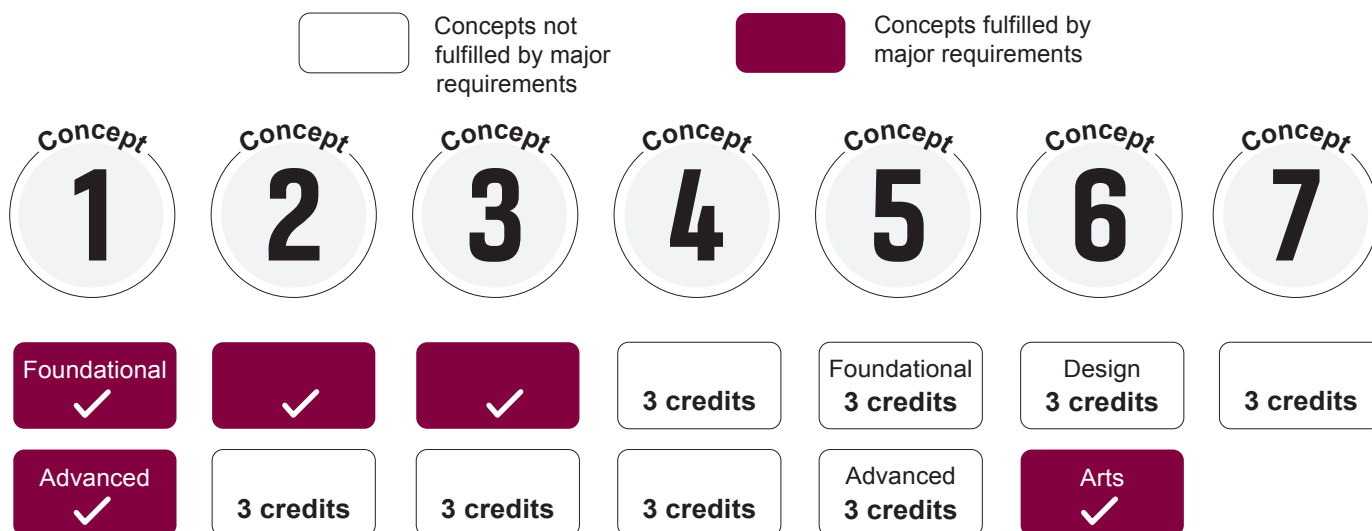 Concepts not
fulfilled by major
requirements
Concepts fulfilled by
major requirements
Concept
1
Concept
2
Concept
3
Concept
4
Concept
5
Concept
6
Concept
7
Foundational
3 credits
Foundational
3 credits
Design
3 credits
3 credits
Advanced
3 credits
3 credits
3 credits
Advanced
3 credits
Arts